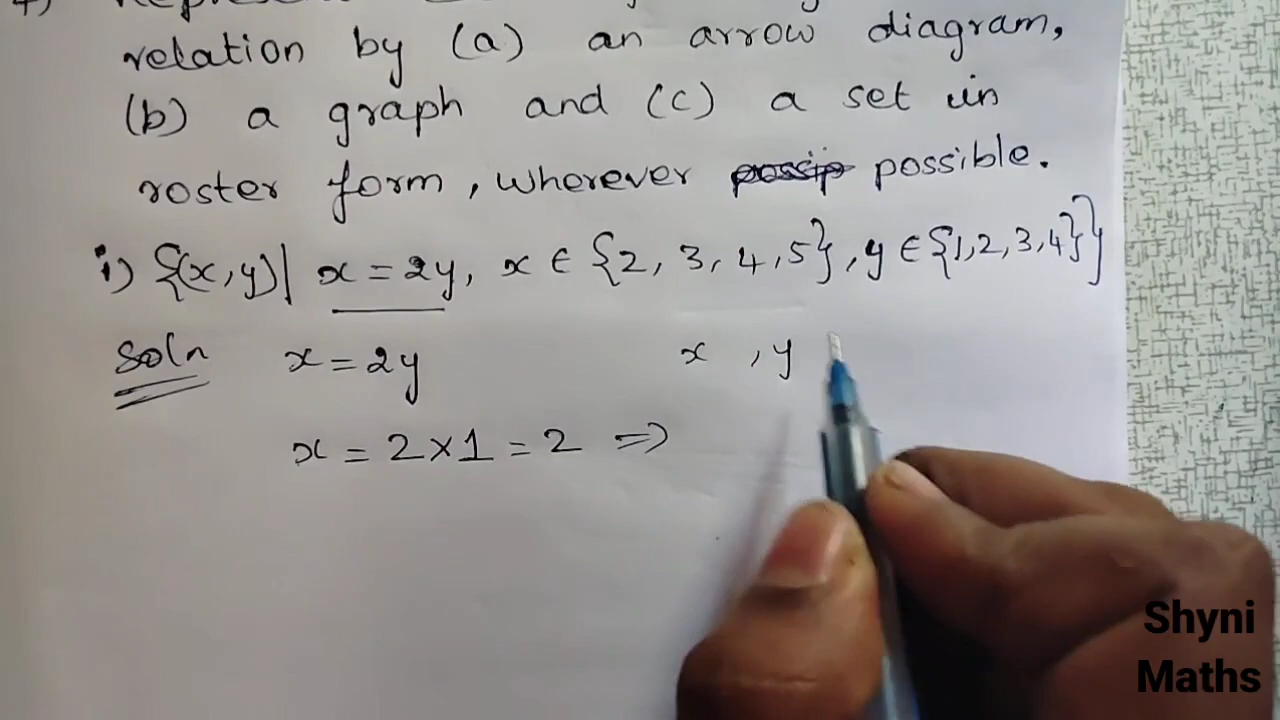 relation by (a) an arrow diagram,
(b) a graph and (c) a set in
roster form, wherever possible.
i) {(x,y)| x = 2y, x ∈ {2, 3, 4, 5}, y ∈ {1, 2, 3, 4}}
Soln x = 2y x , y
x = 2 × 1 = 2 ⇒
Shyni
Maths